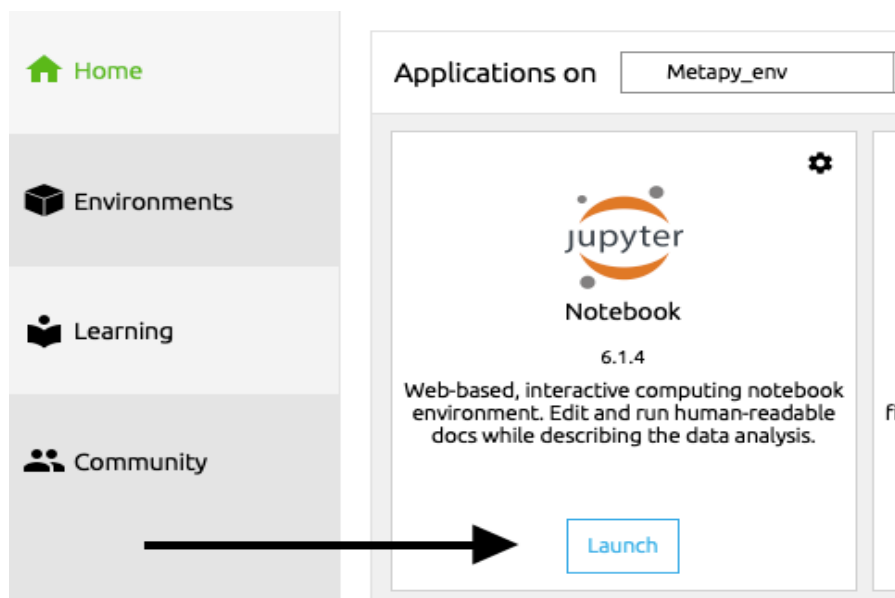 Home
Environments
Learning
Community
Applications on
Metapy_env
jupyter
Notebook
6.1.4
Web-based, interactive computing notebook
environment. Edit and run human-readable
docs while describing the data analysis.
Launch